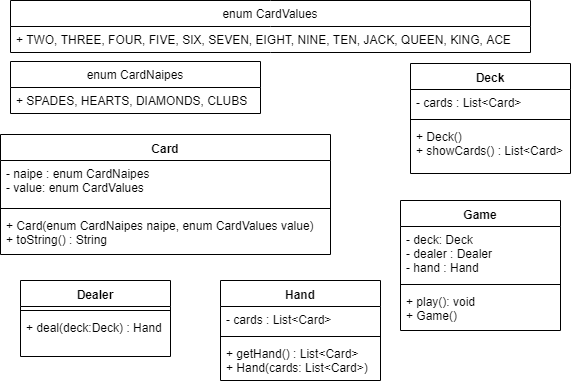 enum CardValues
+ TWO, THREE, FOUR, FIVE, SIX, SEVEN, EIGHT, NINE, TEN, JACK, QUEEN, KING, ACE
enum CardNaipes
+ SPADES, HEARTS, DIAMONDS, CLUBS
Deck
- cards : List<Card>
+ Deck()
+ showCards() : List<Card>
Card
- naipe : enum CardNaipes
- value: enum CardValues
+ Card(enum CardNaipes naipe, enum CardValues value)
+ toString() : String
Game
- deck: Deck
- dealer : Dealer
- hand : Hand
+ play(): void
+ Game()
Dealer
+ deal(deck:Deck) : Hand
Hand
- cards : List<Card>
+ getHand() : List<Card>
+ Hand(cards: List<Card>)